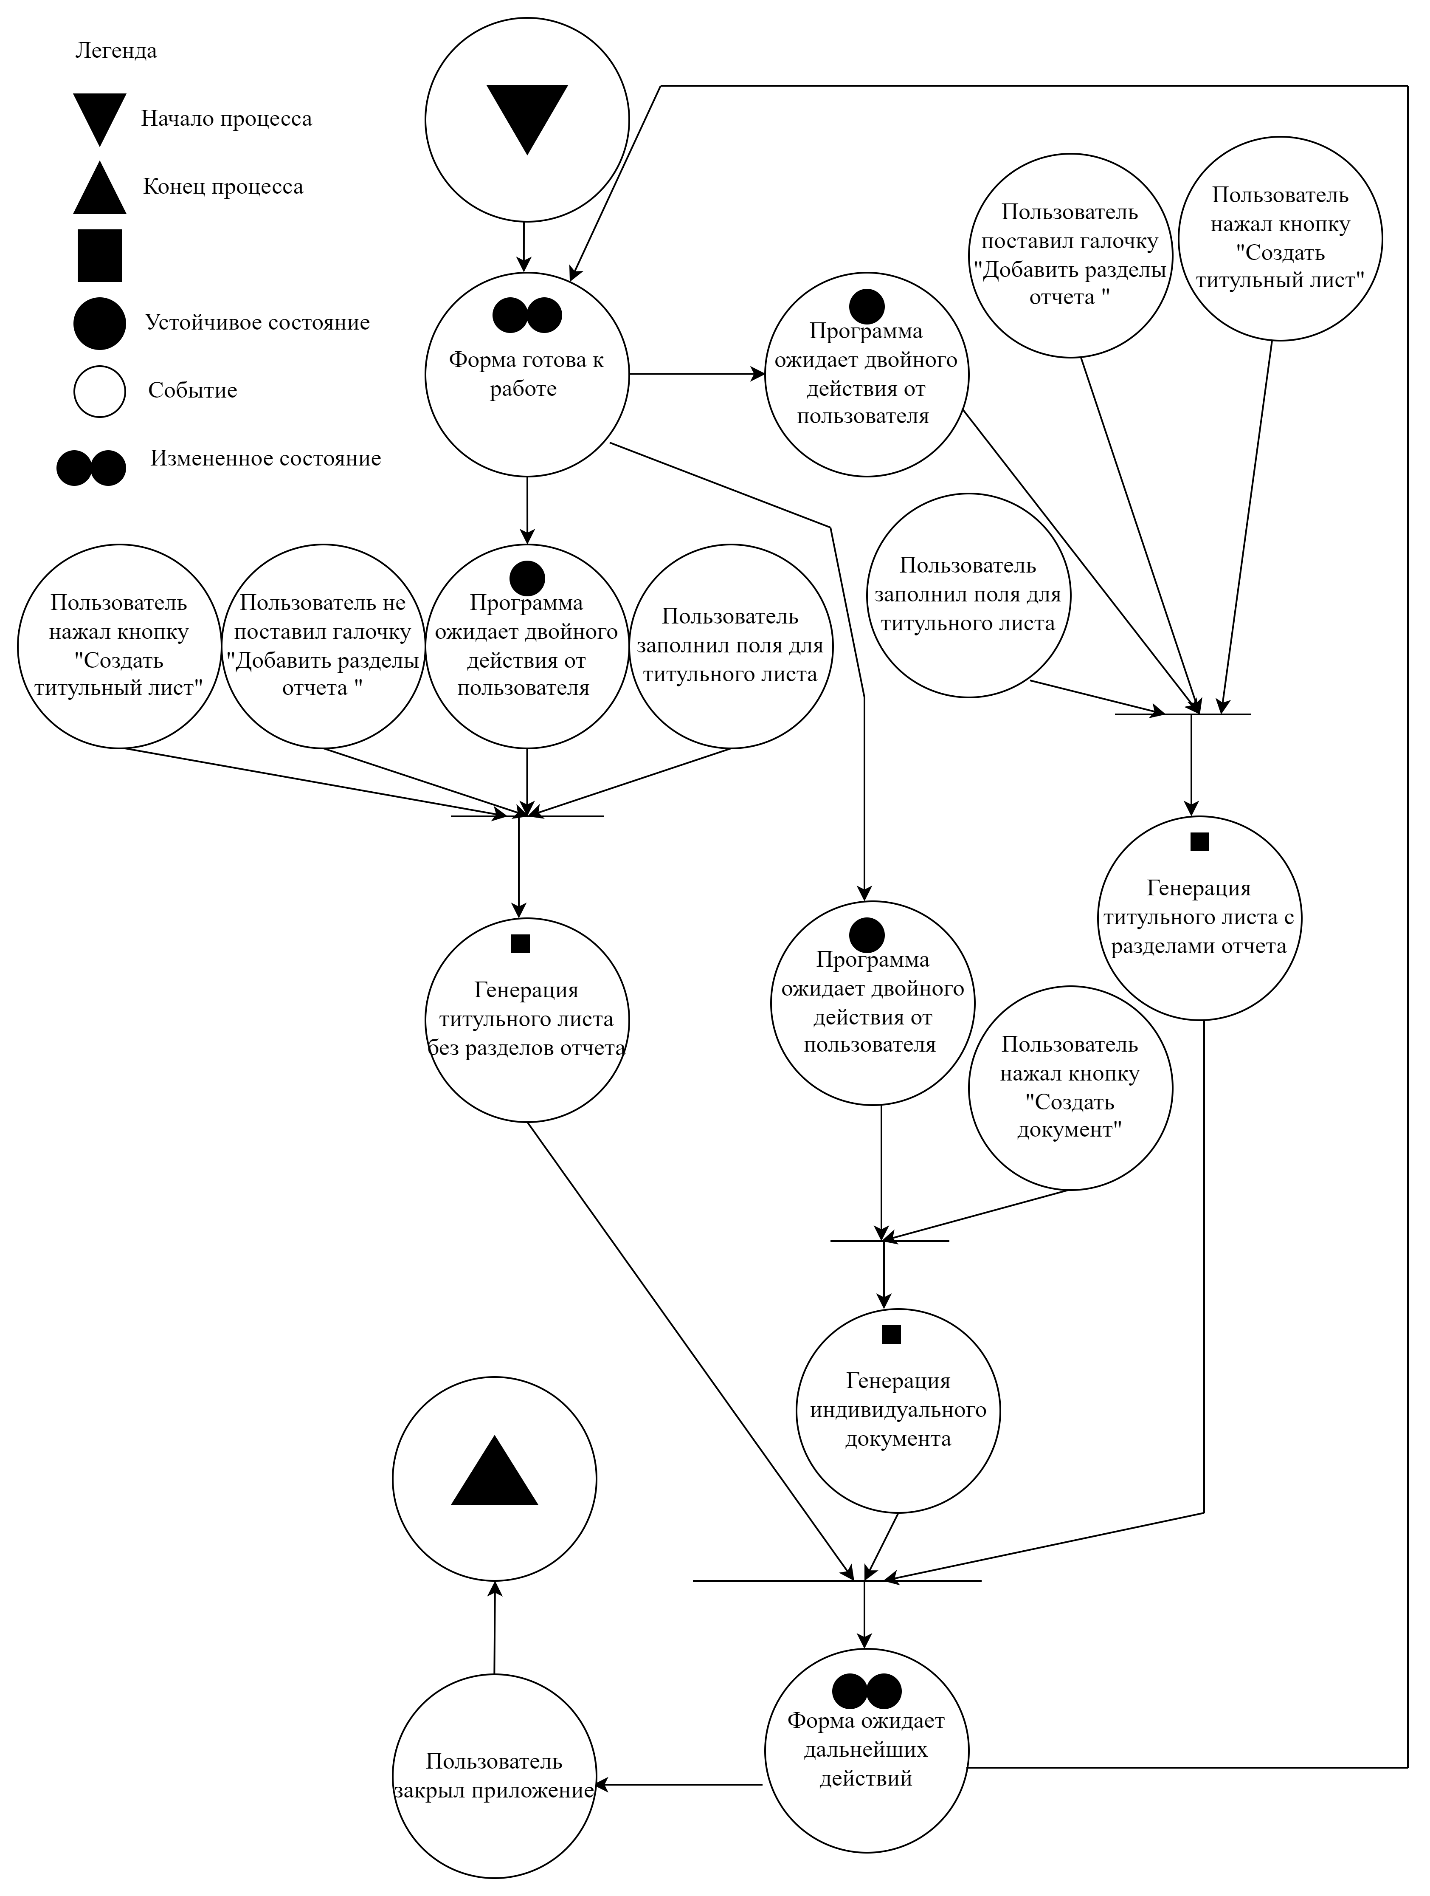 Легенда
Начало процесса
Конец процесса
Устойчивое состояние
Событие
Измененное состояние
Форма готова к
работе
Программа
ожидает двойного
действия от
пользователя
Пользователь
поставил галочку
"Добавить разделы
отчета "
Пользователь
нажал кнопку
"Создать
титульный лист"
Пользователь
заполнил поля для
титульного листа
Пользователь
нажал кнопку
"Создать
титульный лист"
Пользователь не
поставил галочку
"Добавить разделы
отчета "
Программа
ожидает двойного
действия от
пользователя
Пользователь
заполнил поля для
титульного листа
Генерация
титульного листа с
разделами отчета
Генерация
титульного листа
без разделов отчета
Программа
ожидает двойного
действия от
пользователя
Пользователь
нажал кнопку
"Создать
документ"
Генерация
индивидуального
документа
Форма ожидает
дальнейших
действий
Пользователь
закрыл приложение